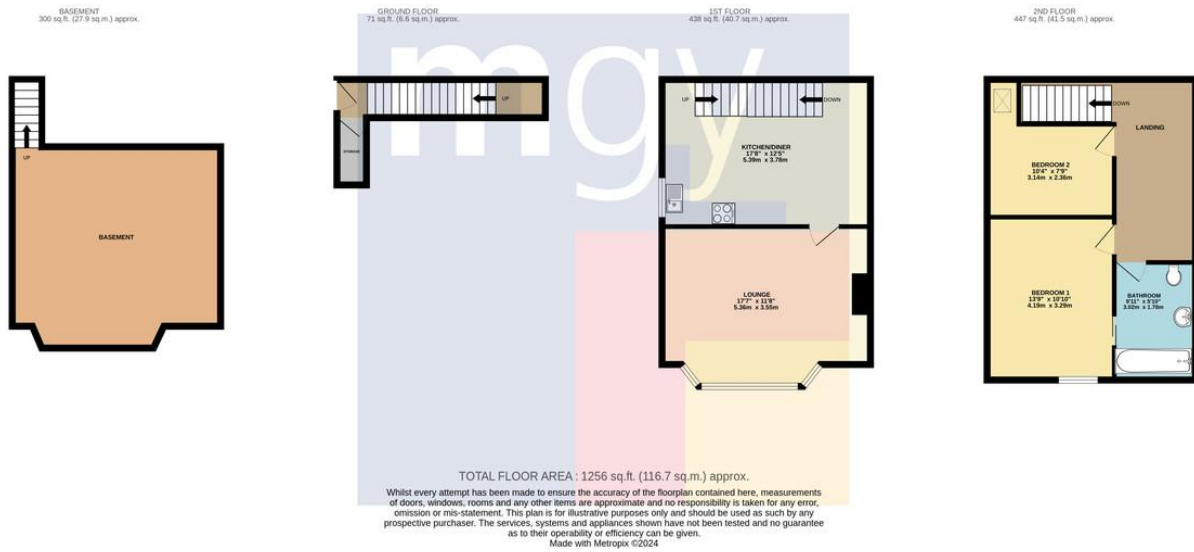 BASEMENT
300 sq.ft. (27.9 sq.m.) approx.
GROUND FLOOR
71 sq.ft. (6.6 sq.m.) approx.
1ST FLOOR
438 sq.ft. (40.7 sq.m.) approx.
2ND FLOOR
447 sq.ft. (41.5 sq.m.) approx.
mgy
UP
BASEMENT
UP
STORAGE
UP
DOWN
KITCHEN/DINER
17'8" x 12'5"
5.39m x 3.78m
LOUNGE
17'7" x 11'8"
5.36m x 3.55m
DOWN
LANDING
BEDROOM 2
10'4" x 7'9"
3.14m x 2.36m
BEDROOM 1
13'9" x 10'10"
4.19m x 3.29m
BATHROOM
9'11" x 5'10"
3.02m x 1.78m
TOTAL FLOOR AREA : 1256 sq.ft. (116.7 sq.m.) approx.
Whilst every attempt has been made to ensure the accuracy of the floorplan contained here, measurements
of doors, windows, rooms and any other items are approximate and no responsibility is taken for any error,
omission or mis-statement. This plan is for illustrative purposes only and should be used as such by any
prospective purchaser. The services, systems and appliances shown have not been tested and no guarantee
as to their operability or efficiency can be given.
Made with Metropix ©2024